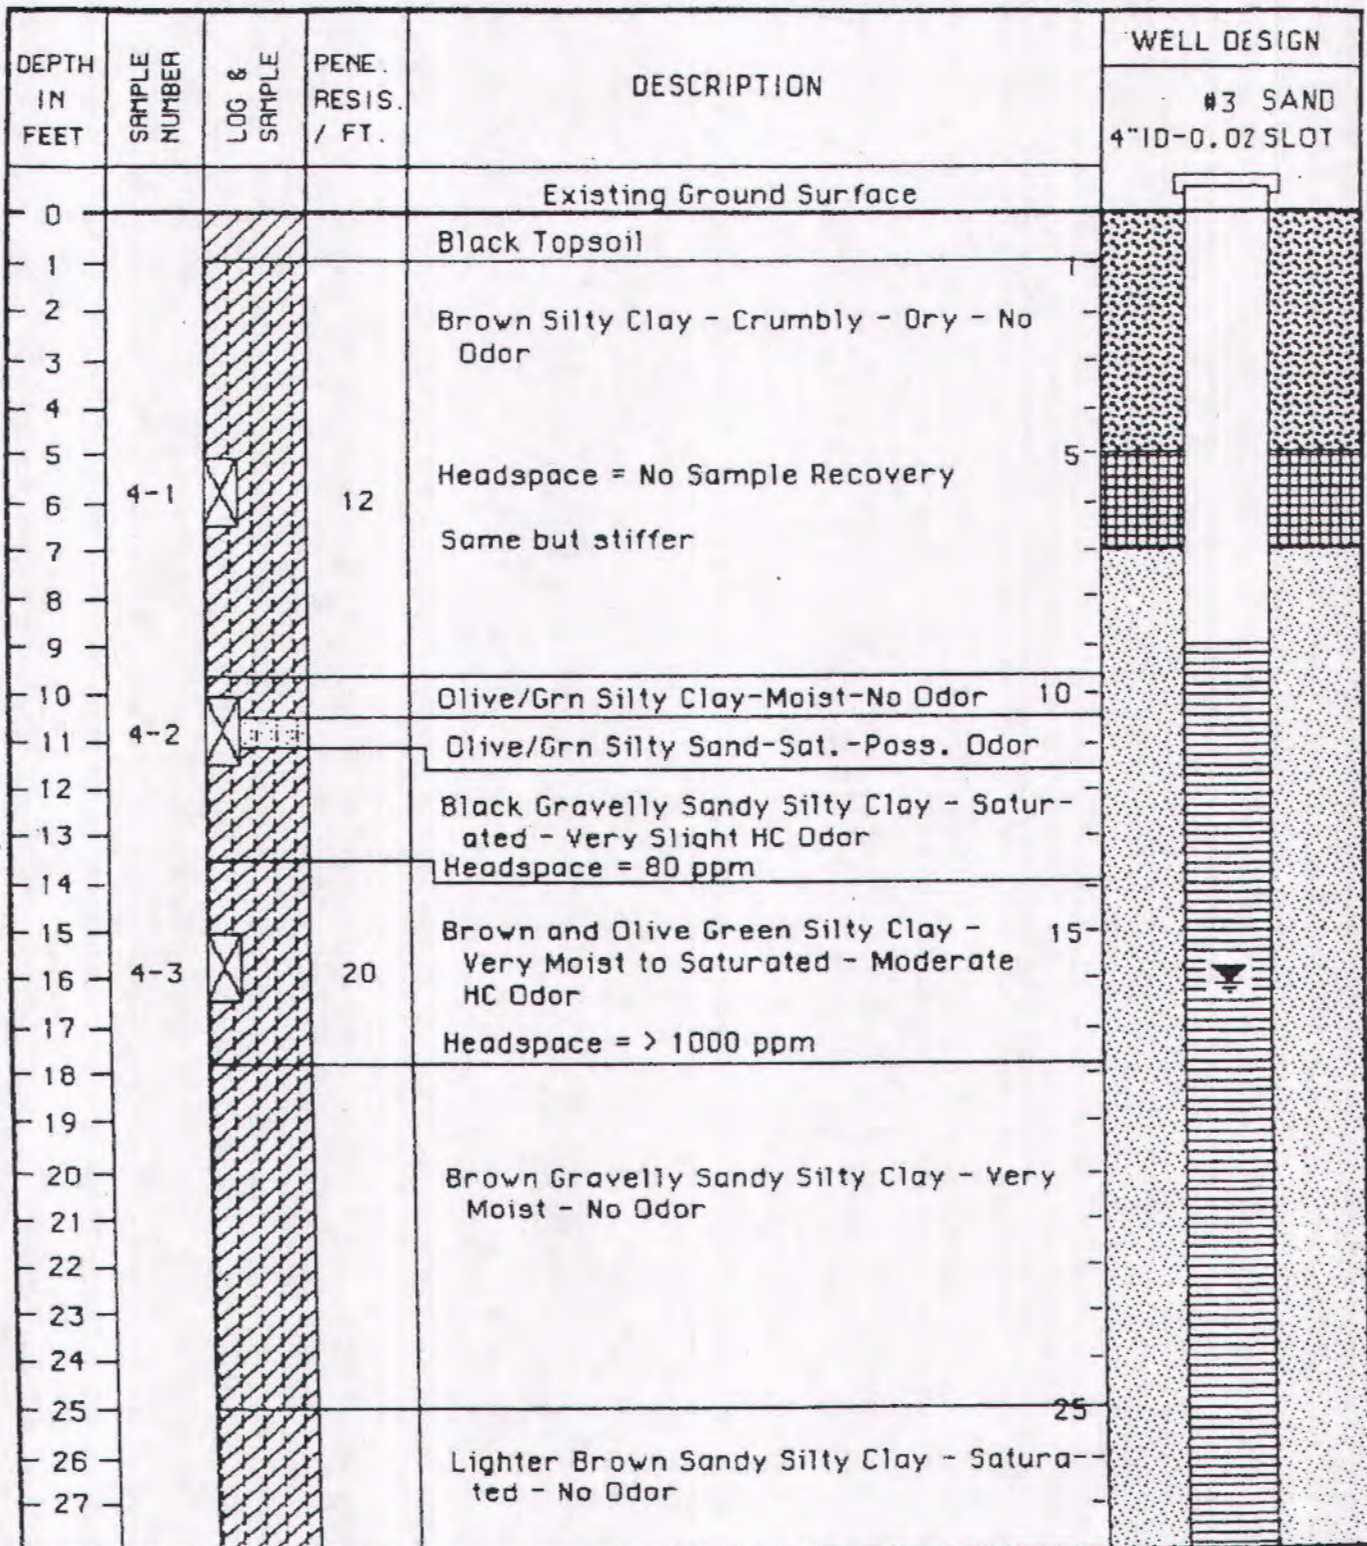 DEPTH
IN
FEET
SAMPLE
NUMBER
LOG &
SAMPLE
PENE.
RESIS.
/ FT.
DESCRIPTION
WELL DESIGN
#3 SAND
4"ID-0.02 SLOT
Existing Ground Surface
0
Black Topsoil
1
1
2
Brown Silty Clay - Crumbly - Dry - No
Odor
3
4
5
5
Headspace = No Sample Recovery
4-1
12
6
Same but stiffer
7
8
9
10
Olive/Grn Silty Clay-Moist-No Odor
10
4-2
11
Olive/Grn Silty Sand-Sat.-Poss. Odor
12
Black Gravelly Sandy Silty Clay - Satur-
13
ated - Very Slight HC Odor
Headspace = 80 ppm
14
15
Brown and Olive Green Silty Clay -
15
Very Moist to Saturated - Moderate
4-3
20
16
HC Odor
17
Headspace = > 1000 ppm
18
19
20
Brown Gravelly Sandy Silty Clay - Very
Moist - No Odor
21
22
23
24
25
25
26
Lighter Brown Sandy Silty Clay - Satura-
ted - No Odor
27